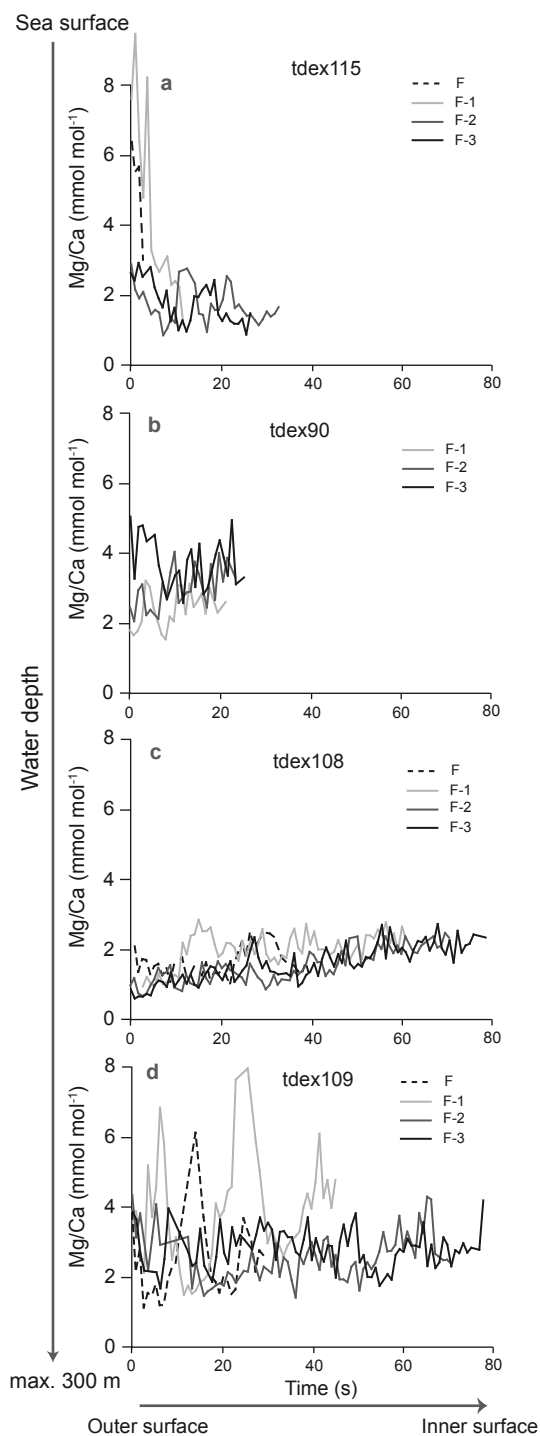 Sea surface
a
tdex115
F
F-1
F-2
F-3
Mg/Ca (mmol mol⁻¹)
8
6
4
2
0
0 20 40 60 80
b
tdex90
F-1
F-2
F-3
Mg/Ca (mmol mol⁻¹)
8
6
4
2
0
0 20 40 60 80
Water depth
c
tdex108
F
F-1
F-2
F-3
Mg/Ca (mmol mol⁻¹)
8
6
4
2
0
0 20 40 60 80
d
tdex109
F
F-1
F-2
F-3
Mg/Ca (mmol mol⁻¹)
8
6
4
2
0
0 20 40 60 80
max. 300 m
Time (s)
Outer surface Inner surface